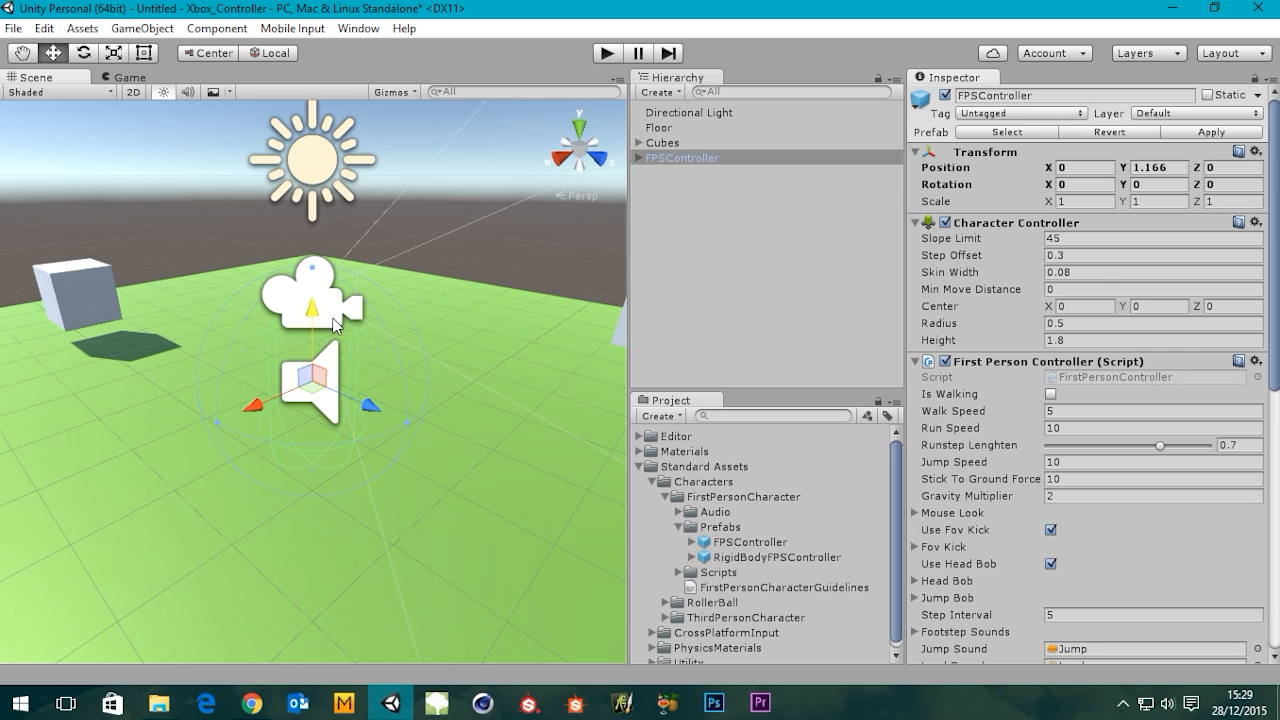 Unity Personal (64bit) - Untitled - Xbox_Controller - PC, Mac & Linux Standalone* <DX11>
File Edit Assets GameObject Component Mobile Input Window Help
Center Local Account Layers Layout
Scene Game
Shaded 2D Gizmos All
y
x
Persp
Hierarchy
Create All
Directional Light
Floor
Cubes
FPSController
Project
Create
Editor
Materials
Standard Assets
Characters
FirstPersonCharacter
Audio
Prefabs
FPSController
RigidBodyFPSController
Scripts
FirstPersonCharacterGuidelines
RollerBall
ThirdPersonCharacter
CrossPlatformInput
PhysicsMaterials
Utility
Inspector
FPSController Static
Tag Untagged Layer Default
Prefab Select Revert Apply
Transform
Position X 0 Y 1.166 Z 0
Rotation X 0 Y 0 Z 0
Scale X 1 Y 1 Z 1
Character Controller
Slope Limit 45
Step Offset 0.3
Skin Width 0.08
Min Move Distance 0
Center X 0 Y 0 Z 0
Radius 0.5
Height 1.8
First Person Controller (Script)
Script FirstPersonController
Is Walking
Walk Speed 5
Run Speed 10
Runstep Lenghten 0.7
Jump Speed 10
Stick To Ground Force 10
Gravity Multiplier 2
Mouse Look
Use Fov Kick
Fov Kick
Use Head Bob
Head Bob
Jump Bob
Step Interval 5
Footstep Sounds
Jump Sound Jump
M Ps Pr
15:29
28/12/2015